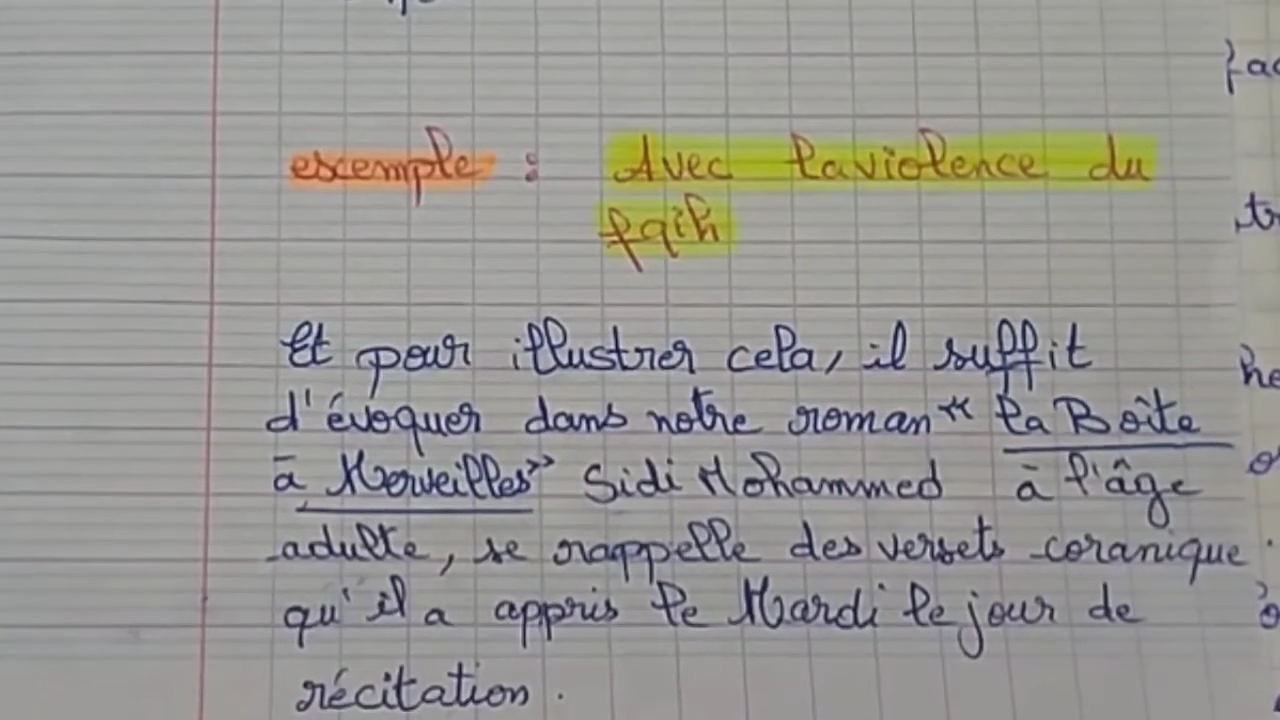 exemple : Avec la violence du
fqih
Et pour illustrer cela, il suffit
d'évoquer dans notre roman "La Boîte
à Merveilles" Sidi Mohammed à l'âge
adulte, se rappelle des versets coranique
qu'il a appris le Mardi le jour de
récitation.